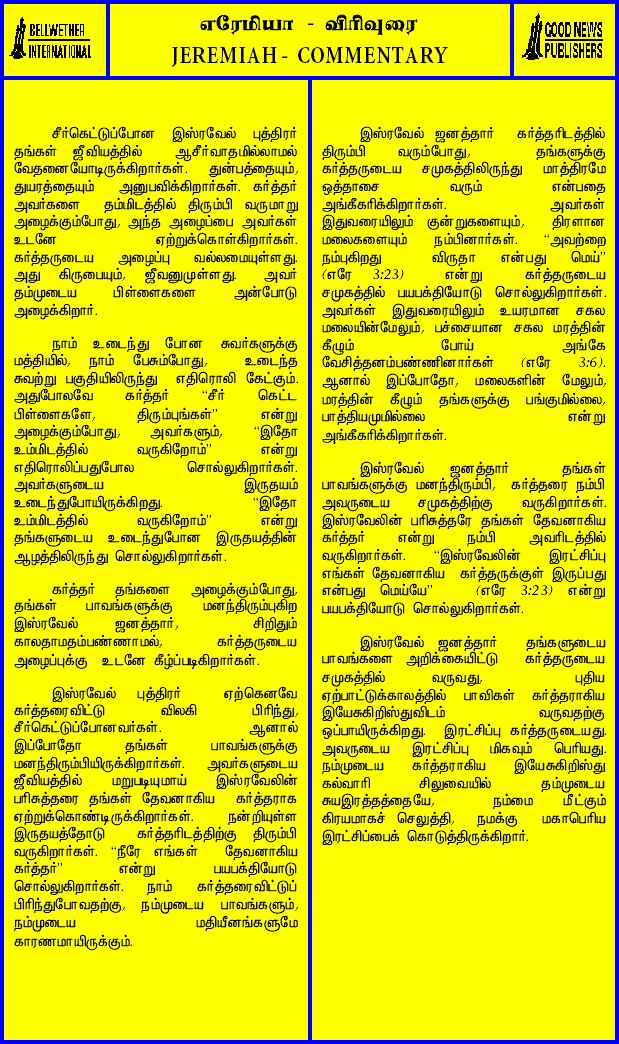 BELLWETHER
INTERNATIONAL
எரேமியா - விரிவுரை
JEREMIAH - COMMENTARY
GOOD NEWS
PUBLISHERS
சீர்கெட்டுப்போன இஸ்ரவேல் புத்திரர்
தங்கள் ஜீவியத்தில் ஆசீர்வாதமில்லாமல்
வேதனையோடிருக்கிறார்கள். துன்பத்தையும்,
துயரத்தையும் அனுபவிக்கிறார்கள். கர்த்தர்
அவர்களை தம்மிடத்தில் திரும்பி வருமாறு
அழைக்கும்போது, அந்த அழைப்பை அவர்கள்
உடனே ஏற்றுக்கொள்கிறார்கள்.
கர்த்தருடைய அழைப்பு வல்லமையுள்ளது.
அது கிருபையும், ஜீவனுமுள்ளது. அவர்
தம்முடைய பிள்ளைகளை அன்போடு
அழைக்கிறார்.
நாம் உடைந்து போன சுவர்களுக்கு
மத்தியில், நாம் பேசும்போது, உடைந்த
சுவற்று பகுதியிலிருந்து எதிரொலி கேட்கும்.
அதுபோலவே கர்த்தர் “சீர் கெட்ட
பிள்ளைகளே, திரும்புங்கள்” என்று
அழைக்கும்போது, அவர்களும், “இதோ
உம்மிடத்தில் வருகிறோம்” என்று
எதிரொலிப்பதுபோல சொல்லுகிறார்கள்.
அவர்களுடைய இருதயம்
உடைந்துபோயிருக்கிறது. “இதோ
உம்மிடத்தில் வருகிறோம்” என்று
தங்களுடைய உடைந்துபோன இருதயத்தின்
ஆழத்திலிருந்து சொல்லுகிறார்கள்.
கர்த்தர் தங்களை அழைக்கும்போது,
தங்கள் பாவங்களுக்கு மனந்திரும்புகிற
இஸ்ரவேல் ஜனத்தார், சிறிதும்
காலதாமதம்பண்ணாமல், கர்த்தருடைய
அழைப்புக்கு உடனே கீழ்ப்படிகிறார்கள்.
இஸ்ரவேல் புத்திரர் ஏற்கெனவே
கர்த்தரைவிட்டு விலகி பிரிந்து,
சீர்கெட்டுப்போனவர்கள். ஆனால்
இப்போதோ தங்கள் பாவங்களுக்கு
மனந்திரும்பியிருக்கிறார்கள். அவர்களுடைய
ஜீவியத்தில் மறுபடியுமாய் இஸ்ரவேலின்
பரிசுத்தரை தங்கள் தேவனாகிய கர்த்தராக
ஏற்றுக்கொண்டிருக்கிறார்கள். நன்றியுள்ள
இருதயத்தோடு கர்த்தரிடத்திற்கு திரும்பி
வருகிறார்கள். “நீரே எங்கள் தேவனாகிய
கர்த்தர்” என்று பயபக்தியோடு
சொல்லுகிறார்கள். நாம் கர்த்தரைவிட்டுப்
பிரிந்துபோவதற்கு, நம்முடைய பாவங்களும்,
நம்முடைய மதியீனங்களுமே
காரணமாயிருக்கும்.
இஸ்ரவேல் ஜனத்தார் கர்த்தரிடத்தில்
திரும்பி வரும்போது, தங்களுக்கு
கர்த்தருடைய சமுகத்திலிருந்து மாத்திரமே
ஒத்தாசை வரும் என்பதை
அங்கீகரிக்கிறார்கள். அவர்கள்
இதுவரையிலும் குன்றுகளையும், திரளான
மலைகளையும் நம்பினார்கள். “அவற்றை
நம்புகிறது விருதா என்பது மெய்”
(எரே 3:23) என்று கர்த்தருடைய
சமுகத்தில் பயபக்தியோடு சொல்லுகிறார்கள்.
அவர்கள் இதுவரையிலும் உயரமான சகல
மலையின்மேலும், பச்சையான சகல மரத்தின்
கீழும் போய் அங்கே
வேசித்தனம்பண்ணினார்கள் (எரே 3:6).
ஆனால் இப்போதோ, மலைகளின் மேலும்,
மரத்தின் கீழும் தங்களுக்கு பங்குமில்லை,
பாத்தியமுமில்லை என்று
அங்கீகரிக்கிறார்கள்.
இஸ்ரவேல் ஜனத்தார் தங்கள்
பாவங்களுக்கு மனந்திரும்பி, கர்த்தரை நம்பி
அவருடைய சமுகத்திற்கு வருகிறார்கள்.
இஸ்ரவேலின் பரிசுத்தரே தங்கள் தேவனாகிய
கர்த்தர் என்று நம்பி அவரிடத்தில்
வருகிறார்கள். “இஸ்ரவேலின் இரட்சிப்பு
எங்கள் தேவனாகிய கர்த்தருக்குள் இருப்பது
என்பது மெய்யே” (எரே 3:23) என்று
பயபக்தியோடு சொல்லுகிறார்கள்.
இஸ்ரவேல் ஜனத்தார் தங்களுடைய
பாவங்களை அறிக்கையிட்டு கர்த்தருடைய
சமுகத்தில் வருவது, புதிய
ஏற்பாட்டுக்காலத்தில் பாவிகள் கர்த்தராகிய
இயேசுகிறிஸ்துவிடம் வருவதற்கு
ஒப்பாயிருக்கிறது. இரட்சிப்பு கர்த்தருடையது.
அவருடைய இரட்சிப்பு மிகவும் பெரியது.
நம்முடைய கர்த்தராகிய இயேசுகிறிஸ்து
கல்வாரி சிலுவையில் தம்முடைய
சுயஇரத்தத்தையே, நம்மை மீட்கும்
கிரயமாகச் செலுத்தி, நமக்கு மகாபெரிய
இரட்சிப்பைக் கொடுத்திருக்கிறார்.